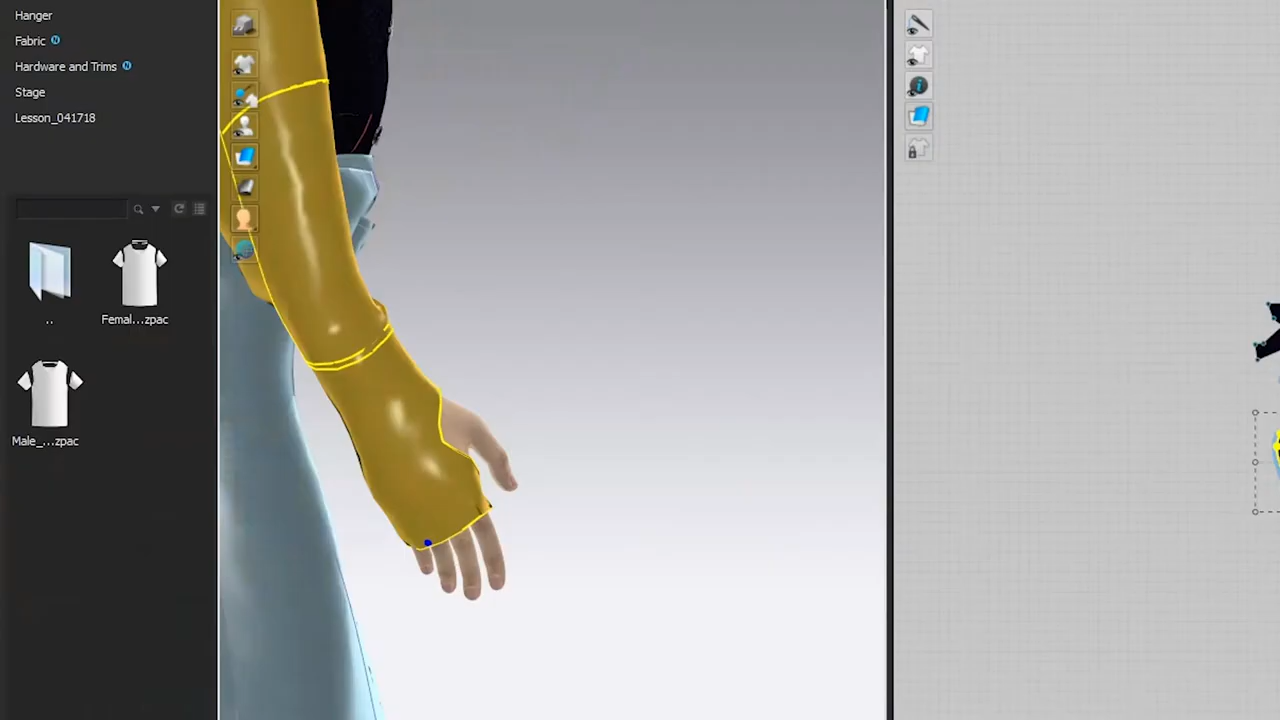 Hanger
Fabric N
Hardware and Trims N
Stage
Lesson_041718
..
Femal...zpac
Male_...zpac